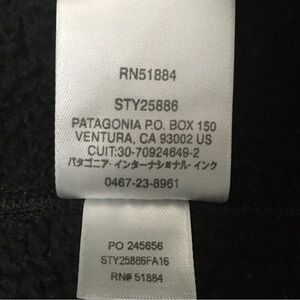 RN51884
STY25886
PATAGONIA P.O. BOX 150
VENTURA, CA 93002 US
CUIT:30-70924649-2
パタゴニア・インターナショナル・インク
0467-23-8961
PO 245656
STY25886FA16
RN# 51884